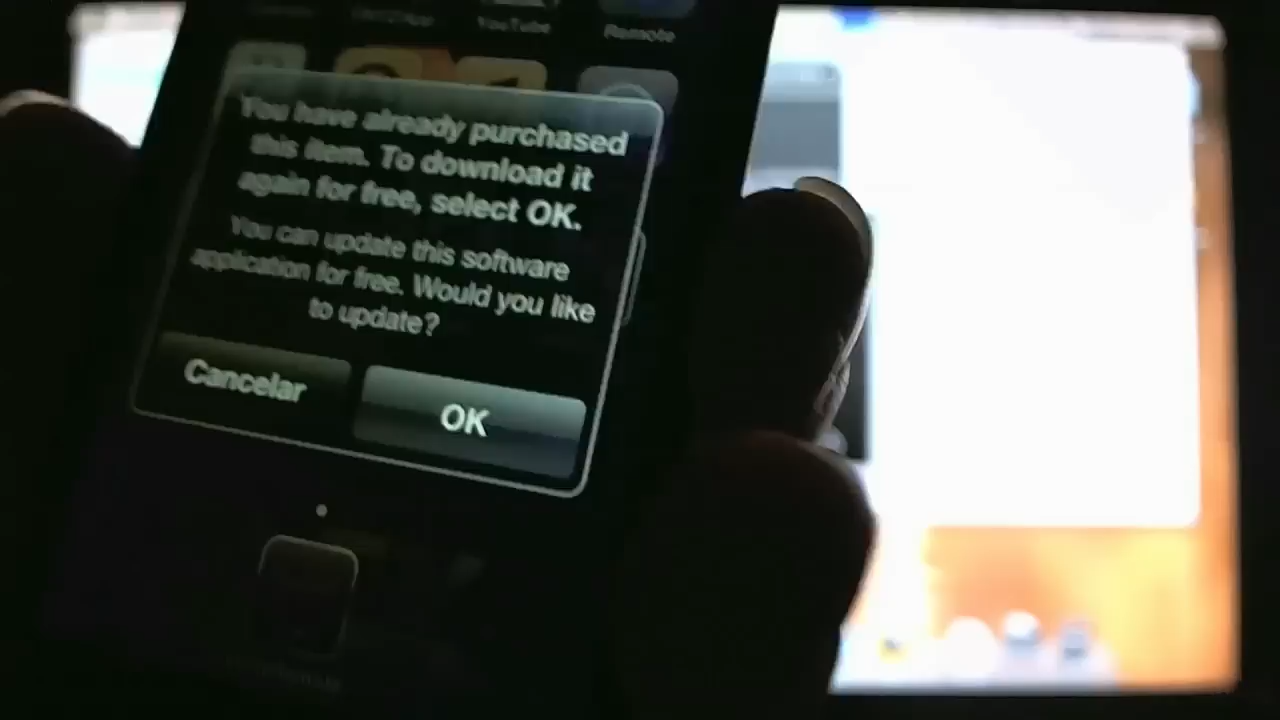 YouTube
Remote
You have already purchased
this item. To download it
again for free, select OK.
You can update this software
application for free. Would you like
to update?
Cancelar
OK